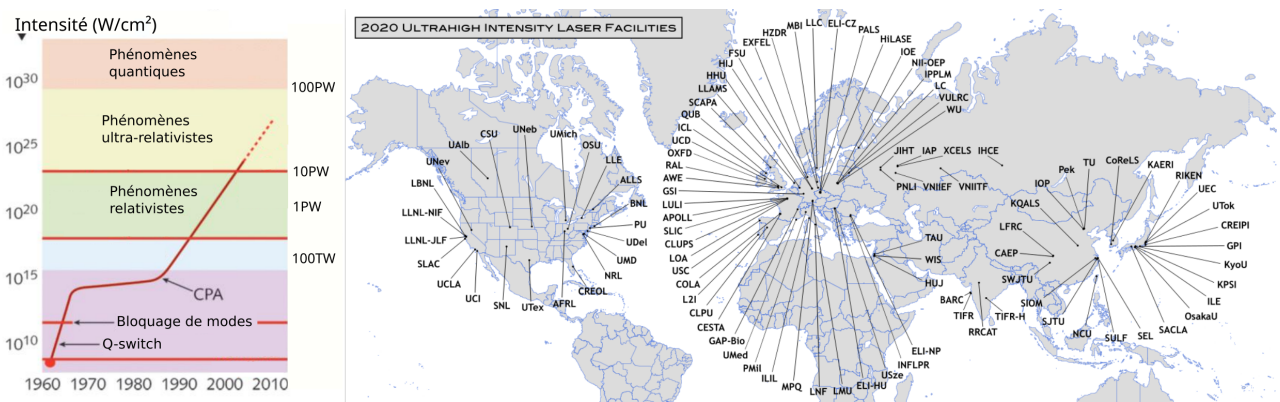 Intensité (W/cm²)
Phénomènes
quantiques
10³⁰
100PW
Phénomènes
ultra-relativistes
10²⁵
10PW
Phénomènes
relativistes
10²⁰
1PW
100TW
10¹⁵
CPA
Bloquage de modes
10¹⁰
Q-switch
1960 1970 1980 1990 2000 2010
2020 ULTRAHIGH INTENSITY LASER FACILITIES
UNeb
UMich
CSU
OSU
UAlb
LLE
UNev
ALLS
LBNL
BNL
LLNL-NIF
PU
LLNL-JLF
UDel
SLAC
UMD
UCLA
NRL
UCI
CREOL
SNL
UTex
AFRL
LLC
ELI-CZ
MBI
PALS
HZDR
HiLASE
EXFEL
IOE
FSU
NII-OEP
HIJ
IPPLM
HHU
LC
LLAMS
VULRC
SCAPA
WU
QUB
ICL
UCD
OXFD
RAL
AWE
GSI
LULI
APOLL
SLIC
CLUPS
LOA
USC
COLA
L2I
CLPU
CESTA
GAP-Bio
UMed
PMil
ILIL
MPQ
LNF
LMU
ELI-HU
USze
INFLPR
ELI-NP
TAU
WIS
HUJ
JIHT
IAP
XCELS
IHCE
PNLI
VNIIEF
VNIITF
BARC
TIFR
RRCAT
TIFR-H
TU
CoReLS
Pek
KAERI
IOP
RIKEN
KQALS
UEC
LFRC
UTok
CREIPI
CAEP
GPI
SWJTU
KyoU
KPSI
SIOM
ILE
SJTU
OsakaU
NCU
SACLA
SULF
SEL